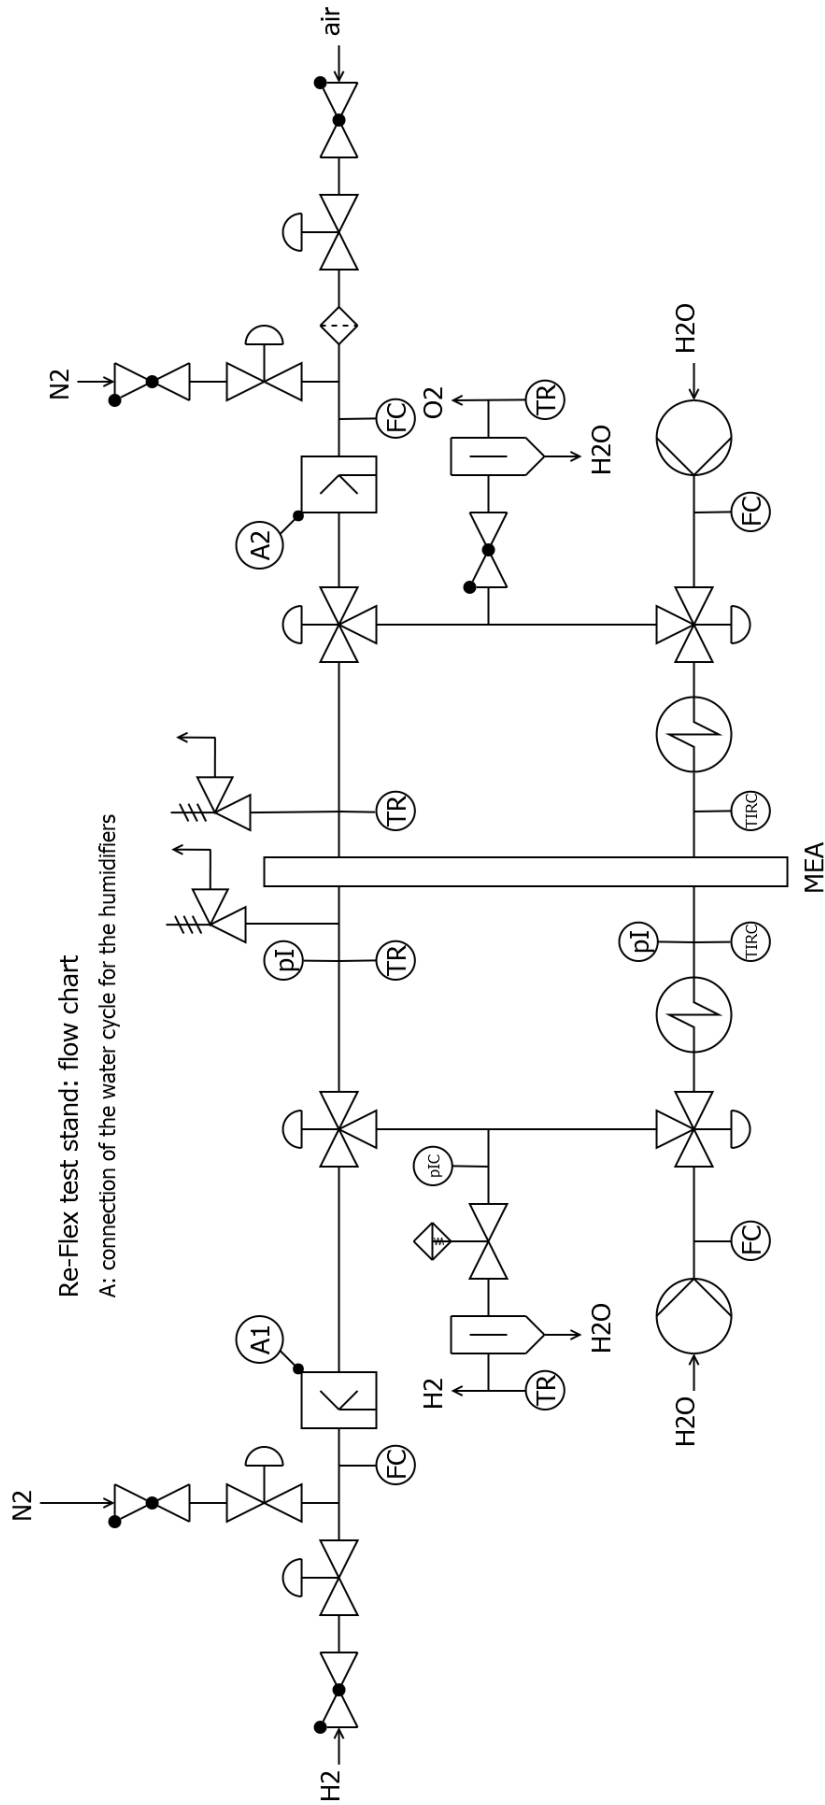 N2
Re-Flex test stand: flow chart
N2
A: connection of the water cycle for the humidifiers
A1
A2
pI
H2
air
FC
TR
TR
FC
H2
pIC
O2
TR
TR
H2O
H2O
pI
H2O
H2O
FC
TIRC
TIRC
FC
MEA